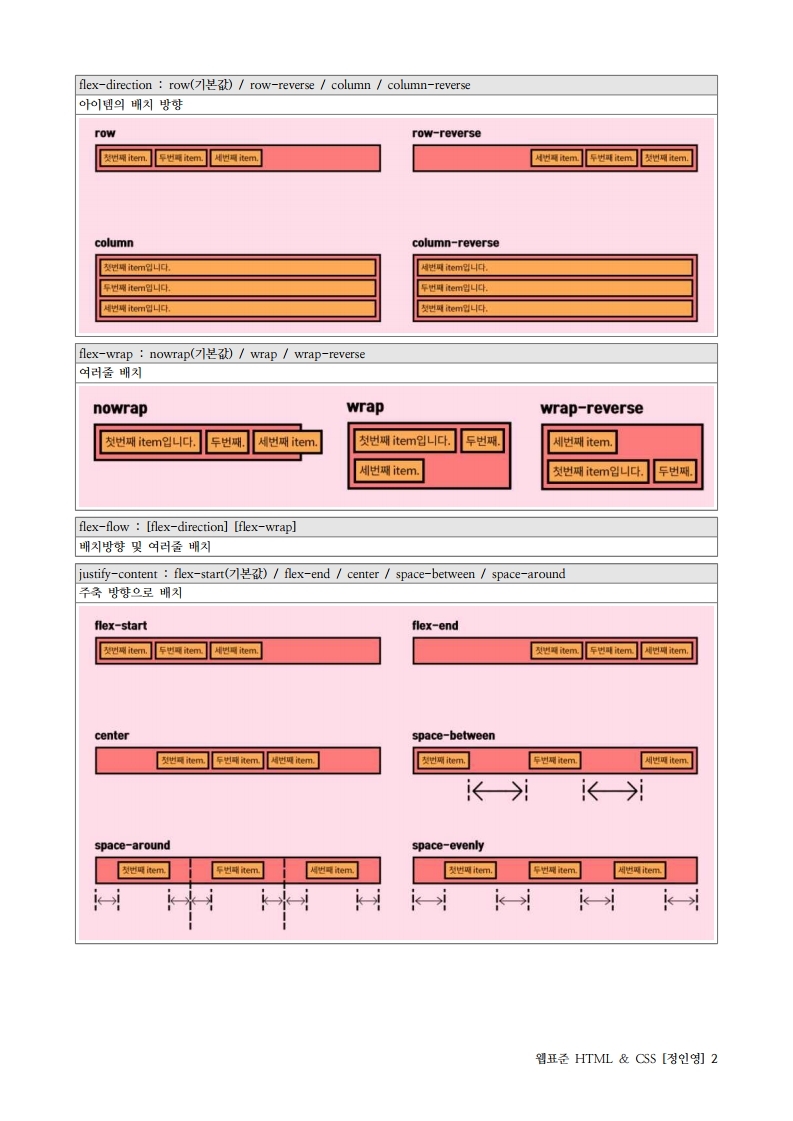 flex-direction : row(기본값) / row-reverse / column / column-reverse
아이템의 배치 방향
row
첫번째 item. 두번째 item. 세번째 item.
row-reverse
세번째 item. 두번째 item. 첫번째 item.
column
첫번째 item입니다.
두번째 item입니다.
세번째 item입니다.
column-reverse
세번째 item입니다.
두번째 item입니다.
첫번째 item입니다.
flex-wrap : nowrap(기본값) / wrap / wrap-reverse
여러줄 배치
nowrap
첫번째 item입니다. 두번째. 세번째 item.
wrap
첫번째 item입니다. 두번째.
세번째 item.
wrap-reverse
세번째 item.
첫번째 item입니다. 두번째.
flex-flow : [flex-direction] [flex-wrap]
배치방향 및 여러줄 배치
justify-content : flex-start(기본값) / flex-end / center / space-between / space-around
주축 방향으로 배치
flex-start
첫번째 item. 두번째 item. 세번째 item.
flex-end
첫번째 item. 두번째 item. 세번째 item.
center
첫번째 item. 두번째 item. 세번째 item.
space-between
첫번째 item. 두번째 item. 세번째 item.
space-around
첫번째 item. 두번째 item. 세번째 item.
space-evenly
첫번째 item. 두번째 item. 세번째 item.
웹표준 HTML & CSS [정인영] 2